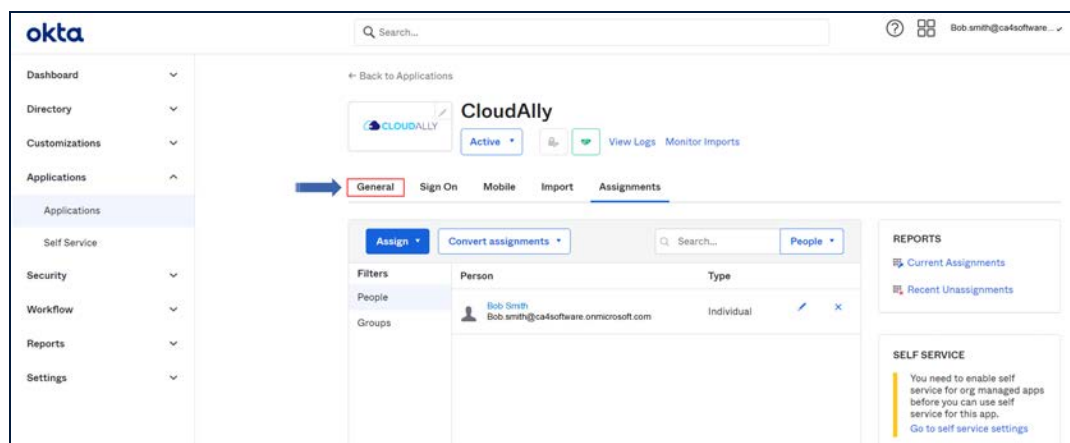 okta
Search...
Bob.smith@ca4software...
Dashboard
Directory
Customizations
Applications
Applications
Self Service
Security
Workflow
Reports
Settings
← Back to Applications
CLOUDALLY
CloudAlly
Active
View Logs Monitor Imports
General Sign On Mobile Import Assignments
Assign Convert assignments Search... People
Filters Person Type
People
Groups
Bob Smith
Bob.smith@ca4software.onmicrosoft.com
Individual
REPORTS
Current Assignments
Recent Unassignments
SELF SERVICE
You need to enable self
service for org managed apps
before you can use self
service for this app.
Go to self service settings